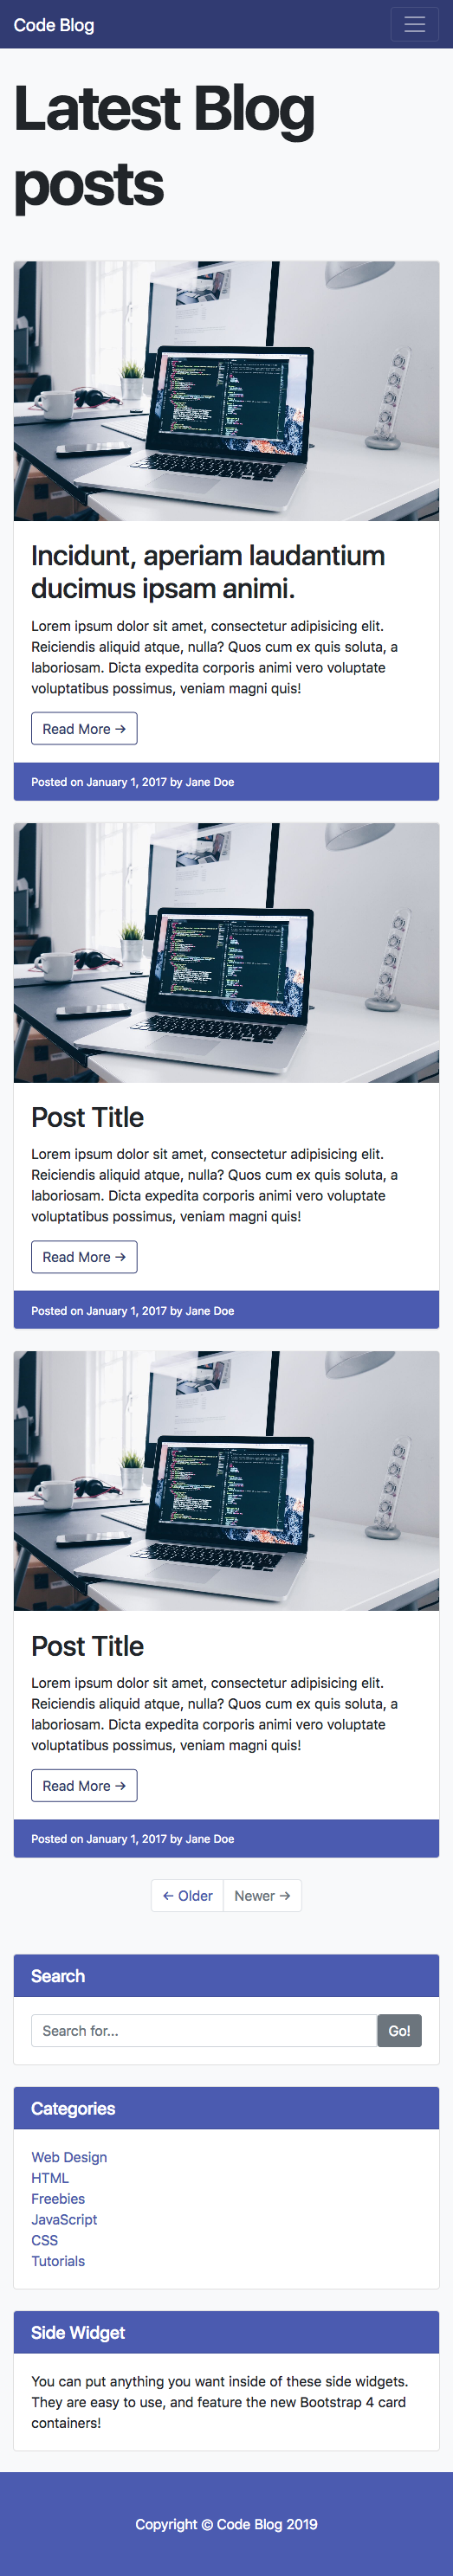 Code Blog
Latest Blog
posts
Incidunt, aperiam laudantium
ducimus ipsam animi.
Lorem ipsum dolor sit amet, consectetur adipisicing elit.
Reiciendis aliquid atque, nulla? Quos cum ex quis soluta, a
laboriosam. Dicta expedita corporis animi vero voluptate
voluptatibus possimus, veniam magni quis!
Read More →
Posted on January 1, 2017 by Jane Doe
Post Title
Lorem ipsum dolor sit amet, consectetur adipisicing elit.
Reiciendis aliquid atque, nulla? Quos cum ex quis soluta, a
laboriosam. Dicta expedita corporis animi vero voluptate
voluptatibus possimus, veniam magni quis!
Read More →
Posted on January 1, 2017 by Jane Doe
Post Title
Lorem ipsum dolor sit amet, consectetur adipisicing elit.
Reiciendis aliquid atque, nulla? Quos cum ex quis soluta, a
laboriosam. Dicta expedita corporis animi vero voluptate
voluptatibus possimus, veniam magni quis!
Read More →
Posted on January 1, 2017 by Jane Doe
← Older Newer →
Search
Search for... Go!
Categories
Web Design
HTML
Freebies
JavaScript
CSS
Tutorials
Side Widget
You can put anything you want inside of these side widgets.
They are easy to use, and feature the new Bootstrap 4 card
containers!
Copyright © Code Blog 2019